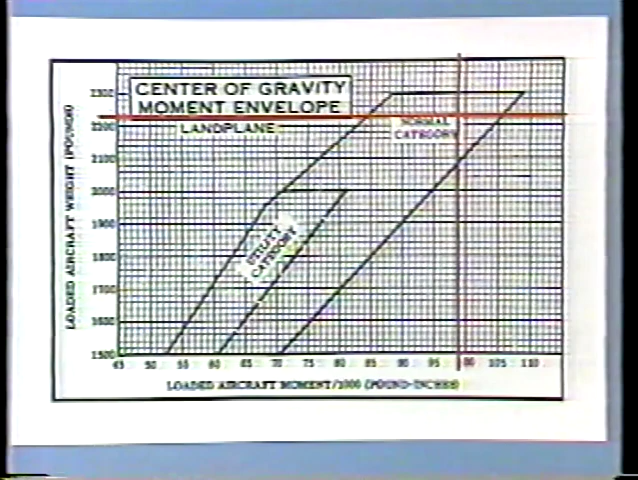 CENTER OF GRAVITY
MOMENT ENVELOPE
LANDPLANE
NORMAL
CATEGORY
UTILITY
CATEGORY
LOADED AIRCRAFT WEIGHT (POUNDS)
2300
2200
2100
2000
1900
1800
1700
1600
1500
45 50 55 60 65 70 75 80 85 90 95 100 105 110
LOADED AIRCRAFT MOMENT/1000 (POUND-INCHES)